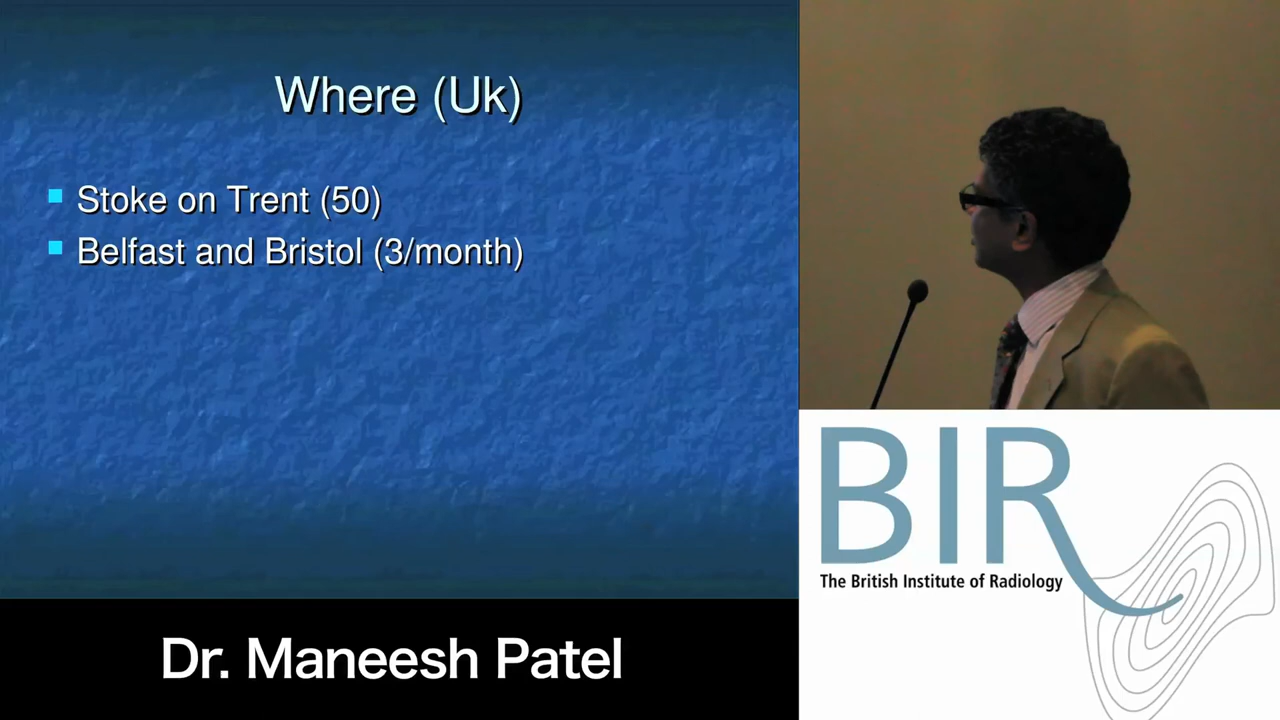 Where (Uk)
Stoke on Trent (50)
Belfast and Bristol (3/month)
Dr. Maneesh Patel
BIR
The British Institute of Radiology